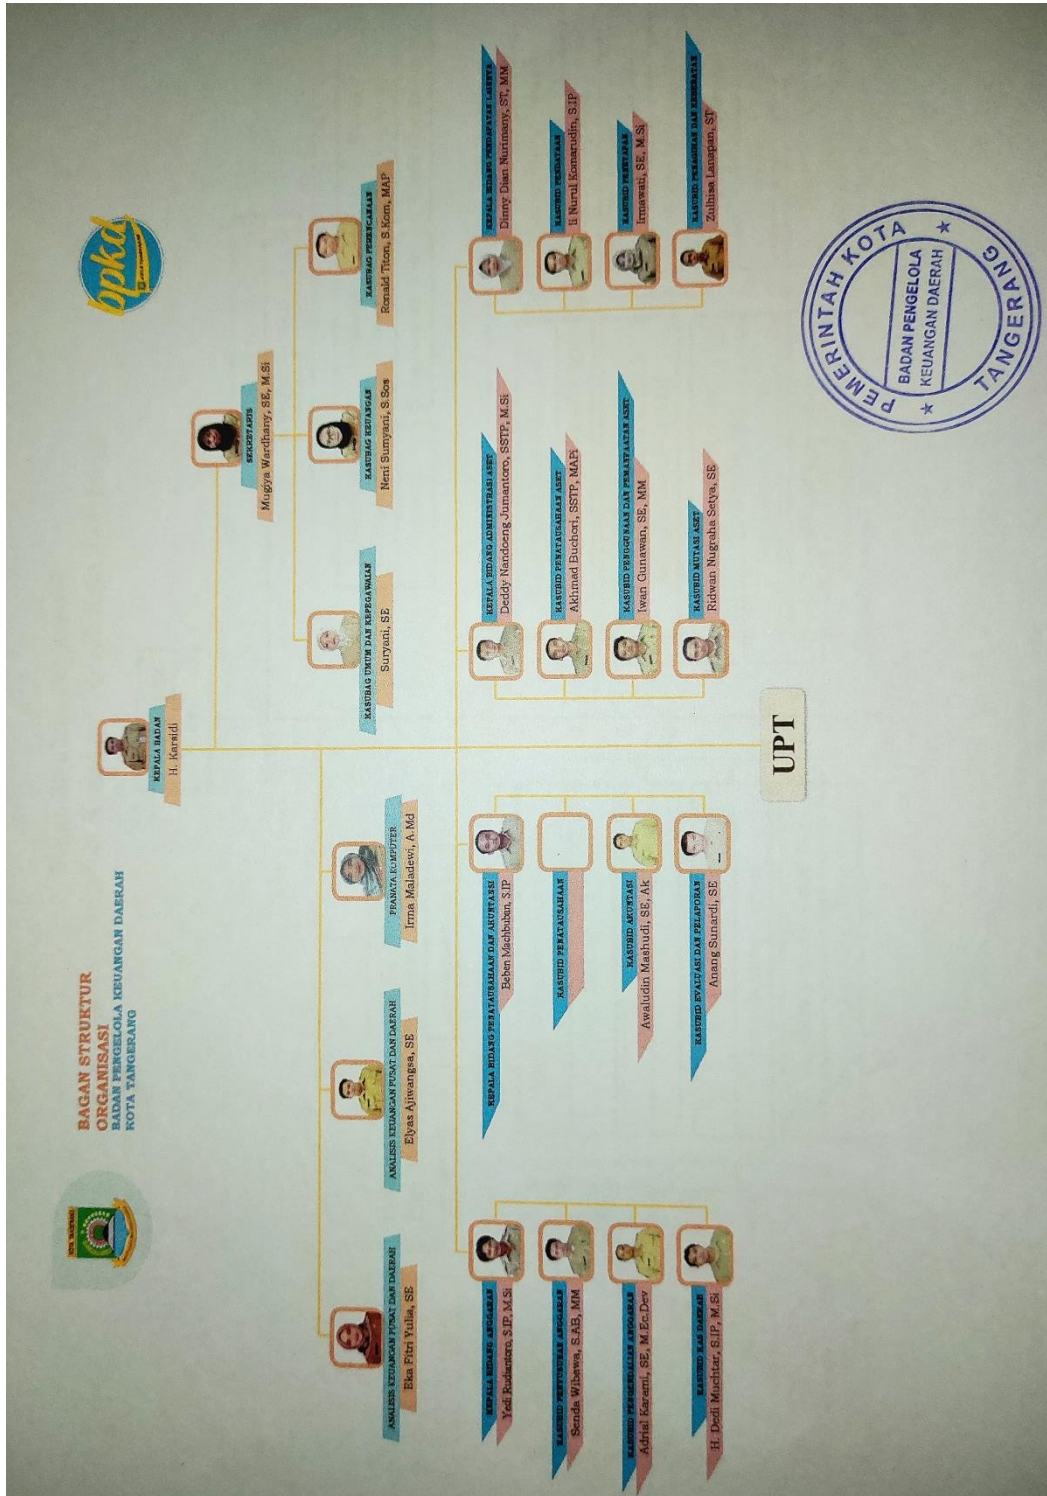 BAGAN STRUKTUR
ORGANISASI
BADAN PENGELOLA KEUANGAN DAERAH
KOTA TANGERANG
bpkd
KEPALA BADAN
H. Karsidi
SEKRETARIS
Mugiya Wardhany, SE, M.Si
KASUBAG UMUM DAN KEPEGAWAIAN
Suryani, SE
KASUBAG KEUANGAN
Neni Sumyani, S.Sos
KASUBAG PERENCANAAN
Ronald Titon, S.Kom, MAP
ANALISIS KEUANGAN PUSAT DAN DAERAH
Eka Fitri Yulia, SE
ANALISIS KEUANGAN PUSAT DAN DAERAH
Elyas Ajiwangsa, SE
PRANATA KOMPUTER
Irma Maladewi, A.Md
KEPALA BIDANG ANGGARAN
Yedi Rudiantoro, S.IP, M.Si
KASUBID PENYUSUNAN ANGGARAN
Senda Wibawa, S.AB, MM
KASUBID PENGENDALIAN ANGGARAN
Adrial Karami, SE, M.Ec.Dev
KASUBID KAS DAERAH
H. Dedi Muchtar, S.IP, M.Si
KEPALA BIDANG PENATAUSAHAAN DAN AKUNTANSI
Beben Machbuban, S.IP
KASUBID PENATAUSAHAAN
KASUBID AKUNTASI
Awaludin Mashudi, SE, Ak
KASUBID EVALUASI DAN PELAPORAN
Anang Sunardi, SE
KEPALA BIDANG ADMINISTRASI ASET
Deddy Nandoeng Jumantoro, SSTP, M.Si
KASUBID PENATAUSAHAAN ASET
Akhmad Buchori, SSTP, MAPi
KASUBID PENGGUNAAN DAN PEMANFAATAN ASET
Iwan Gunawan, SE, MM
KASUBID MUTASI ASET
Ridwan Nugraha Setya, SE
KEPALA BIDANG PENDAPATAN LAINNYA
Dinny Dian Nurimany, ST, MM
KASUBID PENDATAAN
Ii Nurul Komarudin, S.IP
KASUBID PENETAPAN
Irmawati, SE, M.Si
KASUBID PENAGIHAN DAN KEBERATAN
Zulhisa Lanapan, ST
UPT
PEMERINTAH KOTA
BADAN PENGELOLA
KEUANGAN DAERAH
TANGERANG